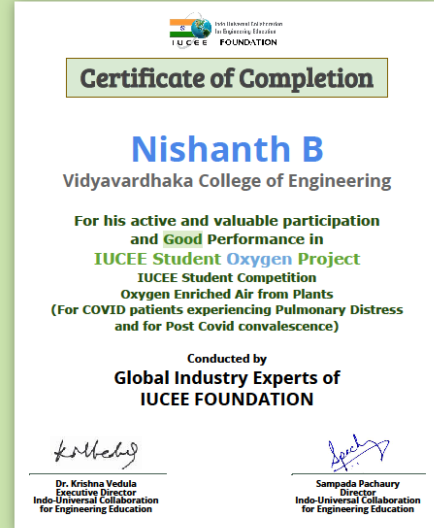 Indo Universal Collaboration
for Engineering Education
IUCEE FOUNDATION
Certificate of Completion
Nishanth B
Vidyavardhaka College of Engineering
For his active and valuable participation
and Good Performance in
IUCEE Student Oxygen Project
IUCEE Student Competition
Oxygen Enriched Air from Plants
(For COVID patients experiencing Pulmonary Distress
and for Post Covid convalescence)
Conducted by
Global Industry Experts of
IUCEE FOUNDATION
Dr. Krishna Vedula
Executive Director
Indo-Universal Collaboration
for Engineering Education
Sampada Pachaury
Director
Indo-Universal Collaboration
for Engineering Education